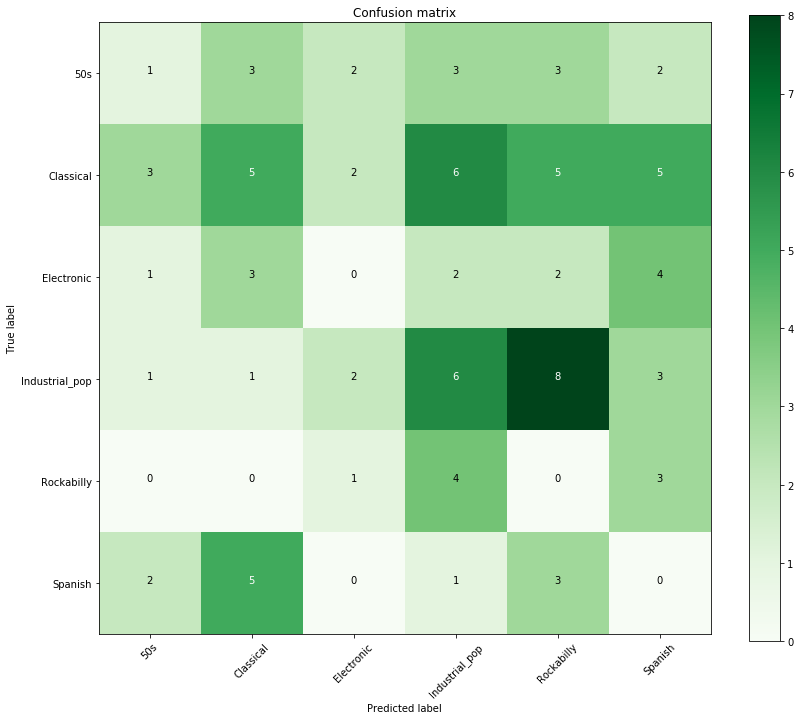 Confusion matrix
50s 1 3 2 3 3 2
Classical 3 5 2 6 5 5
Electronic 1 3 0 2 2 4
Industrial_pop 1 1 2 6 8 3
Rockabilly 0 0 1 4 0 3
Spanish 2 5 0 1 3 0
50s Classical Electronic Industrial_pop Rockabilly Spanish
Predicted label
True label
8
7
6
5
4
3
2
1
0